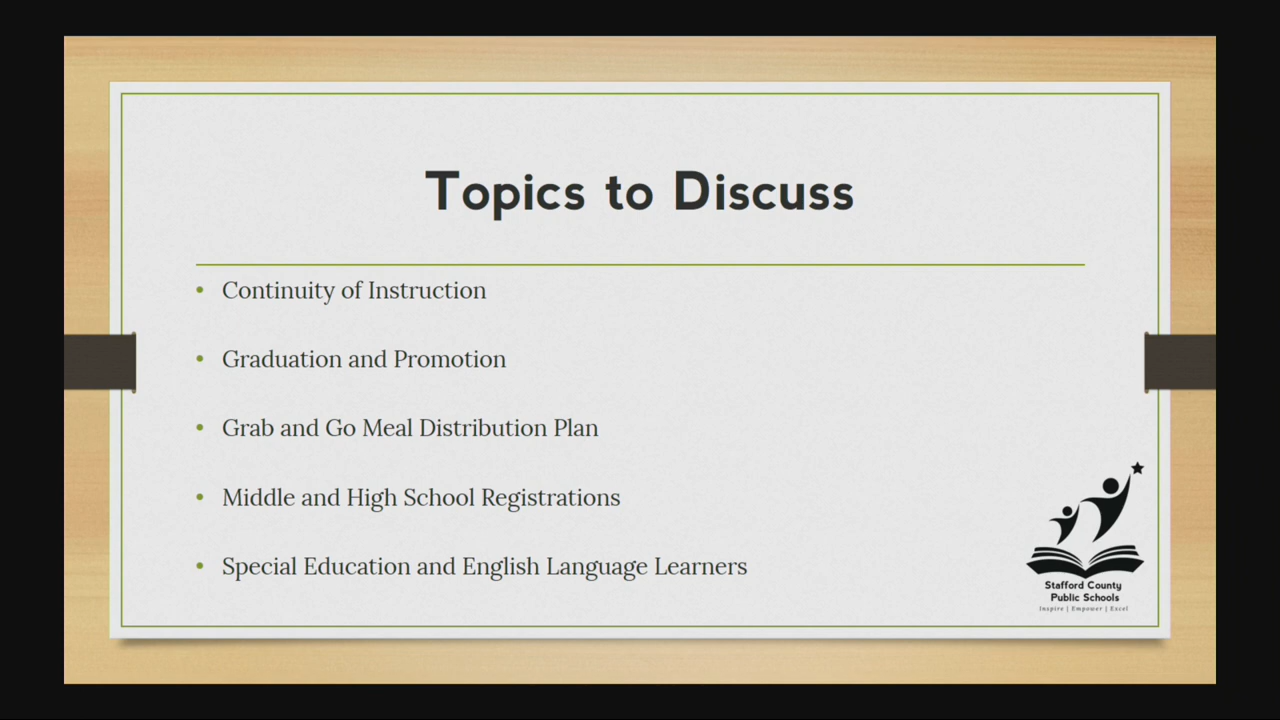 Topics to Discuss
• Continuity of Instruction
• Graduation and Promotion
• Grab and Go Meal Distribution Plan
• Middle and High School Registrations
• Special Education and English Language Learners
Stafford County
Public Schools
Inspire | Empower | Excel